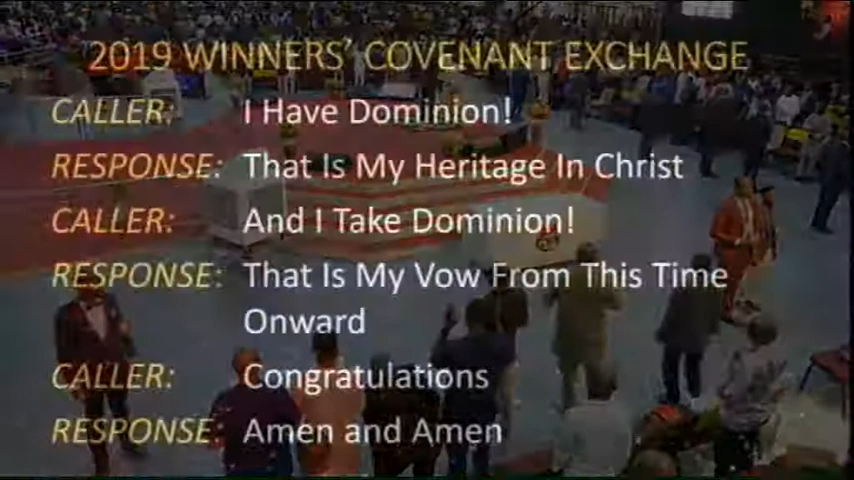 2019 WINNERS' COVENANT EXCHANGE
CALLER: I Have Dominion!
RESPONSE: That Is My Heritage In Christ
CALLER: And I Take Dominion!
RESPONSE: That Is My Vow From This Time
Onward
CALLER: Congratulations
RESPONSE: Amen and Amen